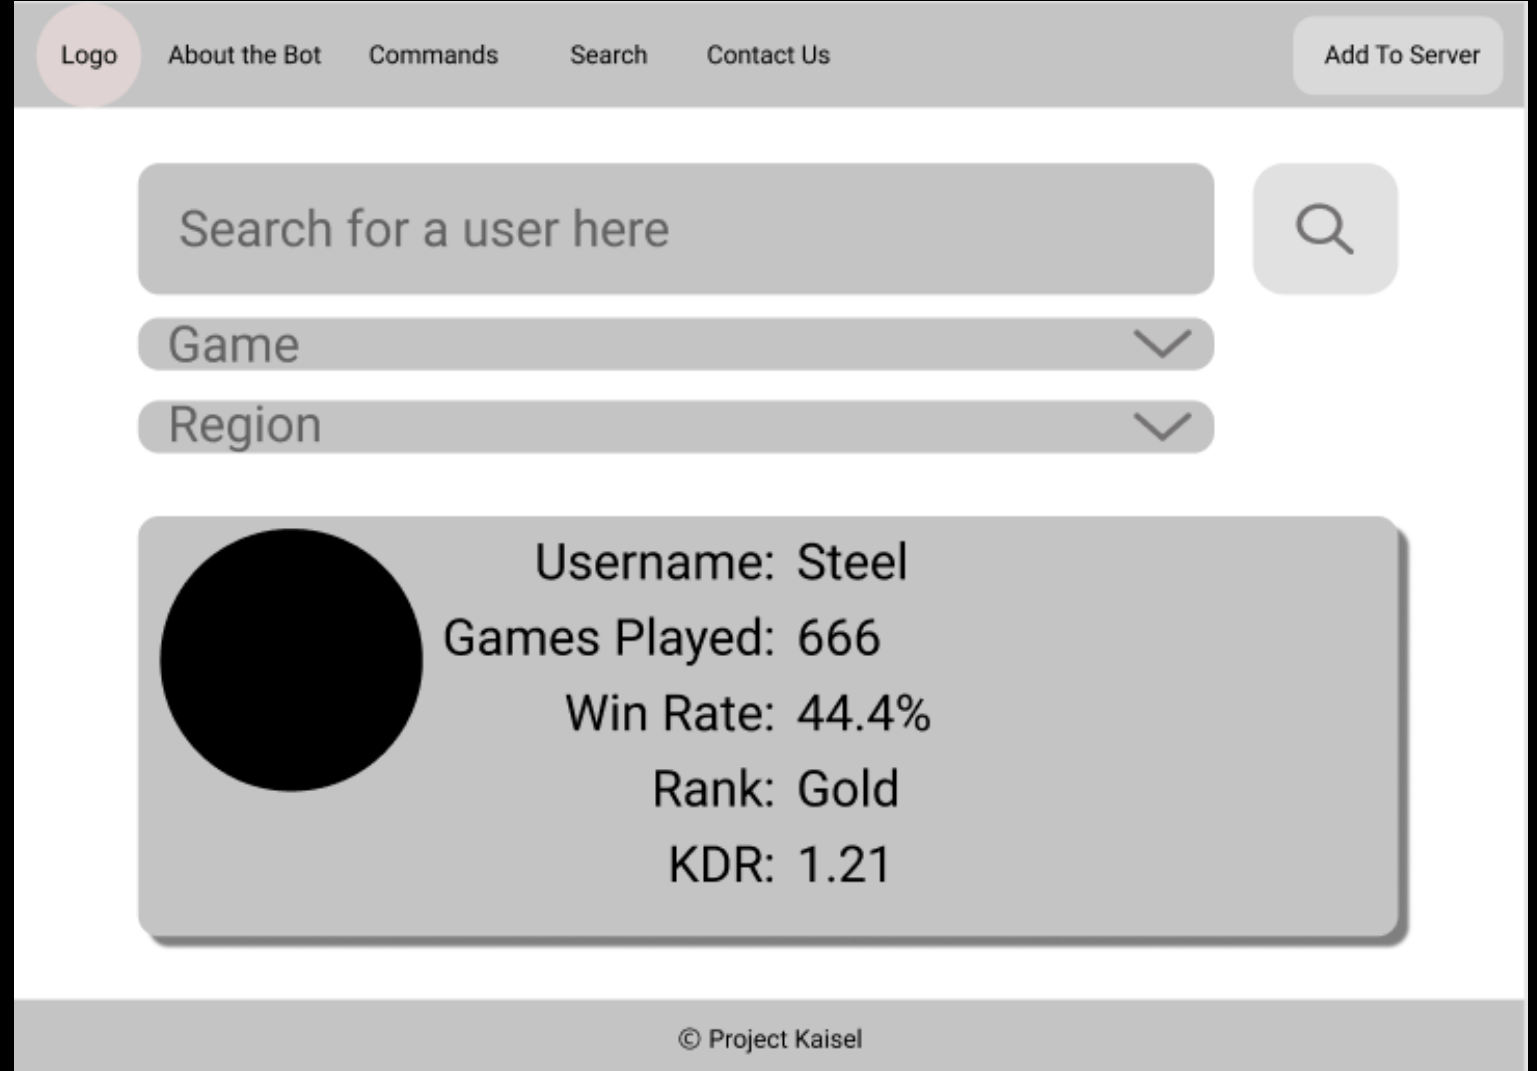 Logo About the Bot Commands Search Contact Us Add To Server
Search for a user here
Game
Region
Username: Steel
Games Played: 666
Win Rate: 44.4%
Rank: Gold
KDR: 1.21
© Project Kaisel